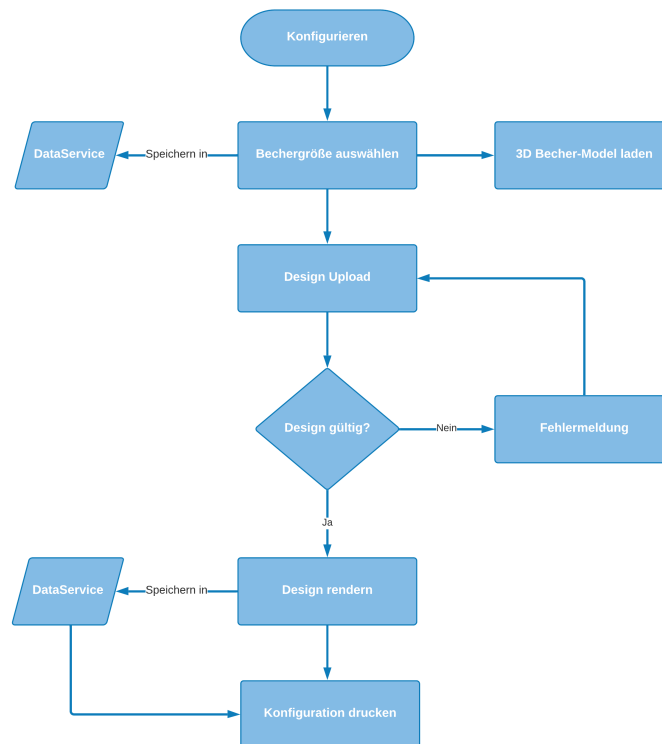 Konfigurieren
DataService
Speichern in
Bechergröße auswählen
3D Becher-Model laden
Design Upload
Design gültig?
Nein
Fehlermeldung
Ja
DataService
Speichern in
Design rendern
Konfiguration drucken